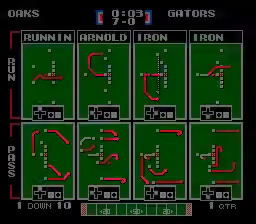 OAKS 0:03 GATORS
7-0
RUNNIN ARNOLD IRON IRON
RUN
PASS
1 DOWN 10 1 QTR